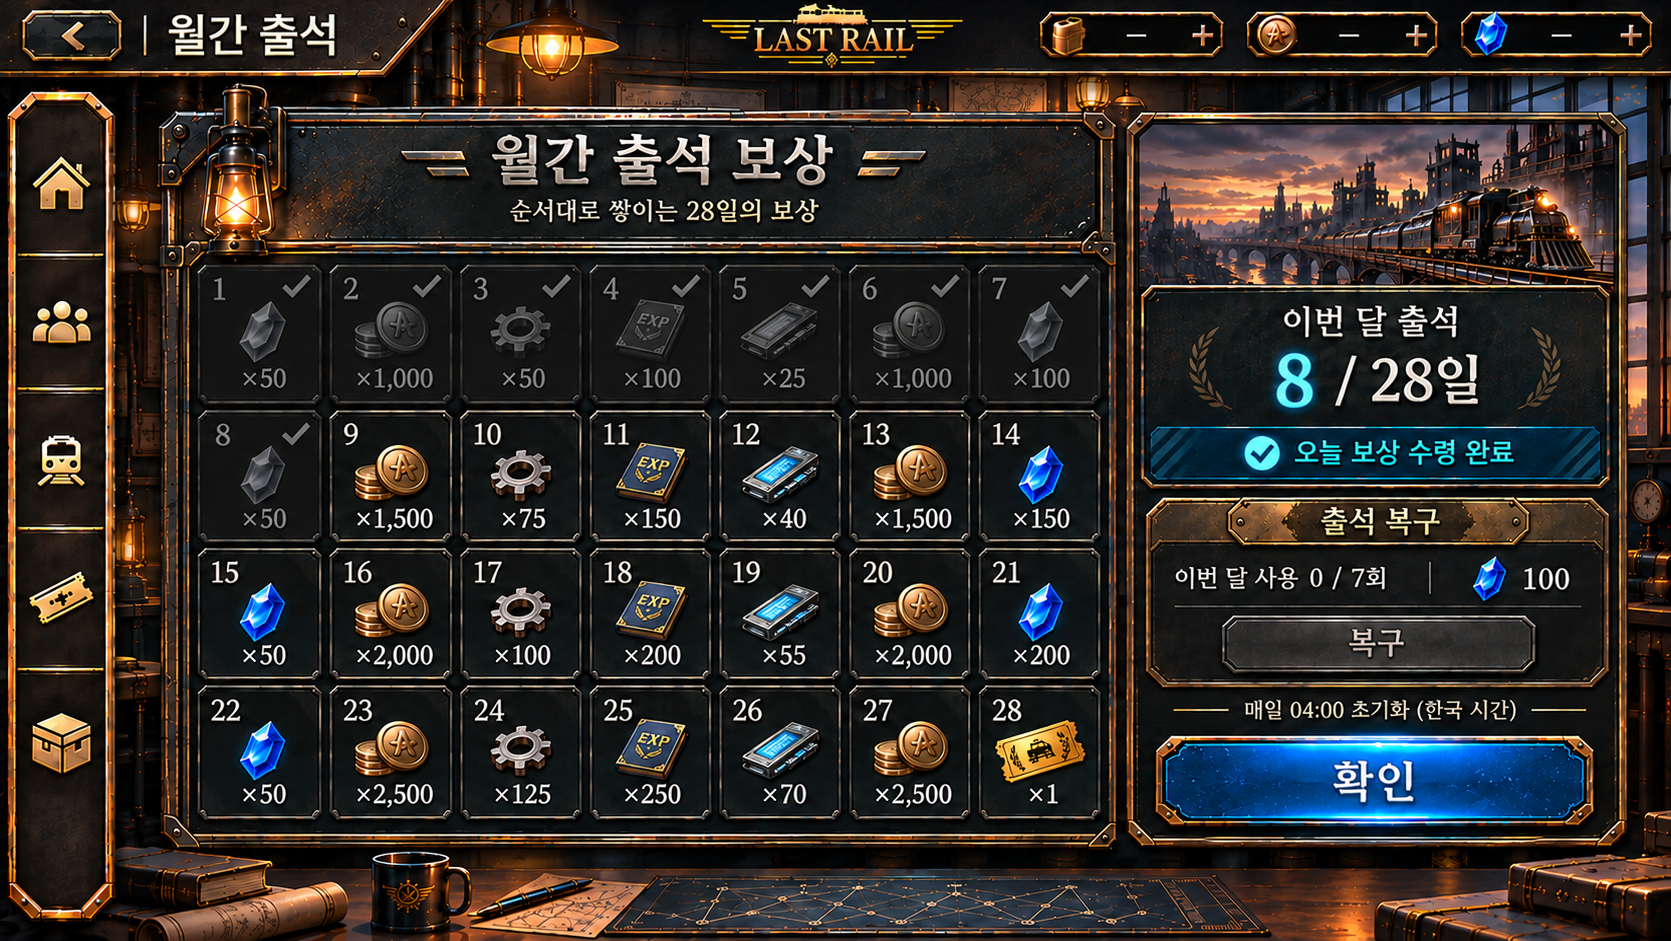 월간 출석
LAST RAIL
월간 출석 보상
순서대로 쌓이는 28일의 보상
1 2 3 4 5 6 7
EXP
×50 ×1,000 ×50 ×100 ×25 ×1,000 ×100
8 9 10 11 12 13 14
EXP
×50 ×1,500 ×75 ×150 ×40 ×1,500 ×150
15 16 17 18 19 20 21
EXP
×50 ×2,000 ×100 ×200 ×55 ×2,000 ×200
22 23 24 25 26 27 28
EXP
×50 ×2,500 ×125 ×250 ×70 ×2,500 ×1
이번 달 출석
8 / 28일
오늘 보상 수령 완료
출석 복구
이번 달 사용 0 / 7회 100
복구
매일 04:00 초기화 (한국 시간)
확인